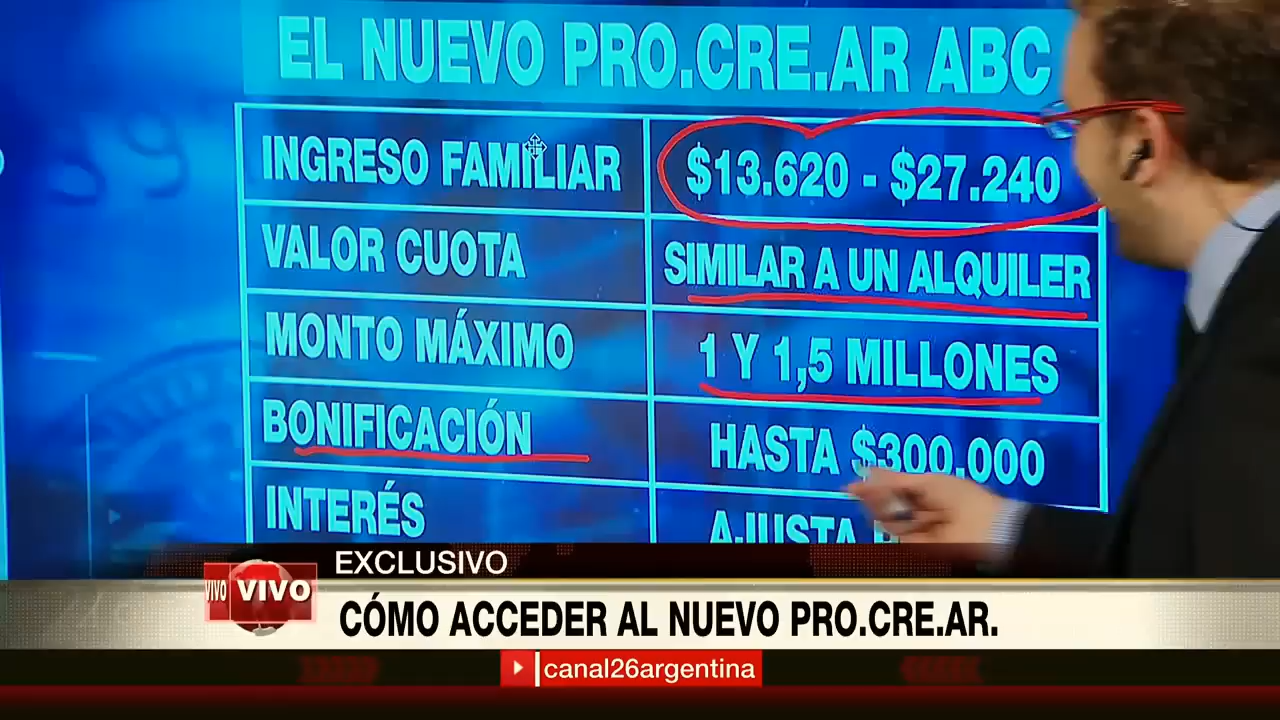 EL NUEVO PRO.CRE.AR ABC
INGRESO FAMILIAR
$13.620 - $27.240
VALOR CUOTA
SIMILAR A UN ALQUILER
MONTO MÁXIMO
1 Y 1,5 MILLONES
BONIFICACIÓN
HASTA $300.000
INTERÉS
AJUSTA
EXCLUSIVO
VIVO VIVO
CÓMO ACCEDER AL NUEVO PRO.CRE.AR.
canal26argentina